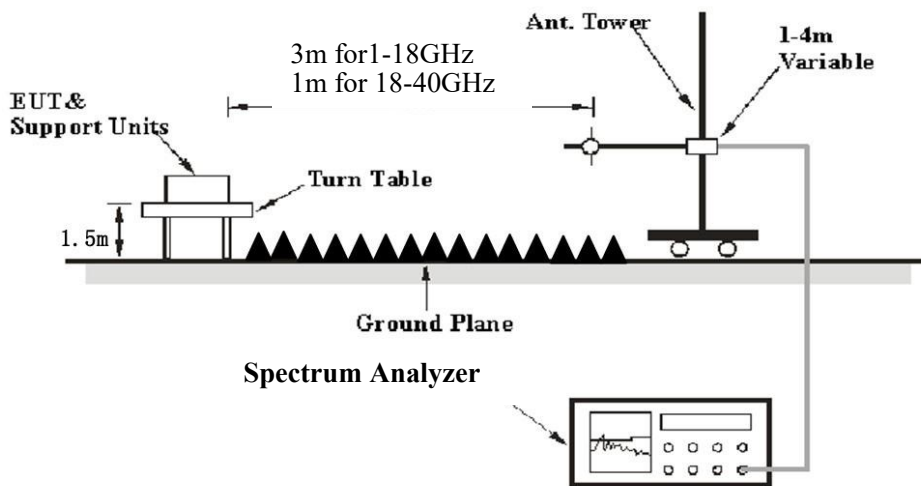 Ant. Tower
1-4m
Variable
3m for1-18GHz
1m for 18-40GHz
EUT&
Support Units
Turn Table
1.5m
Ground Plane
Spectrum Analyzer